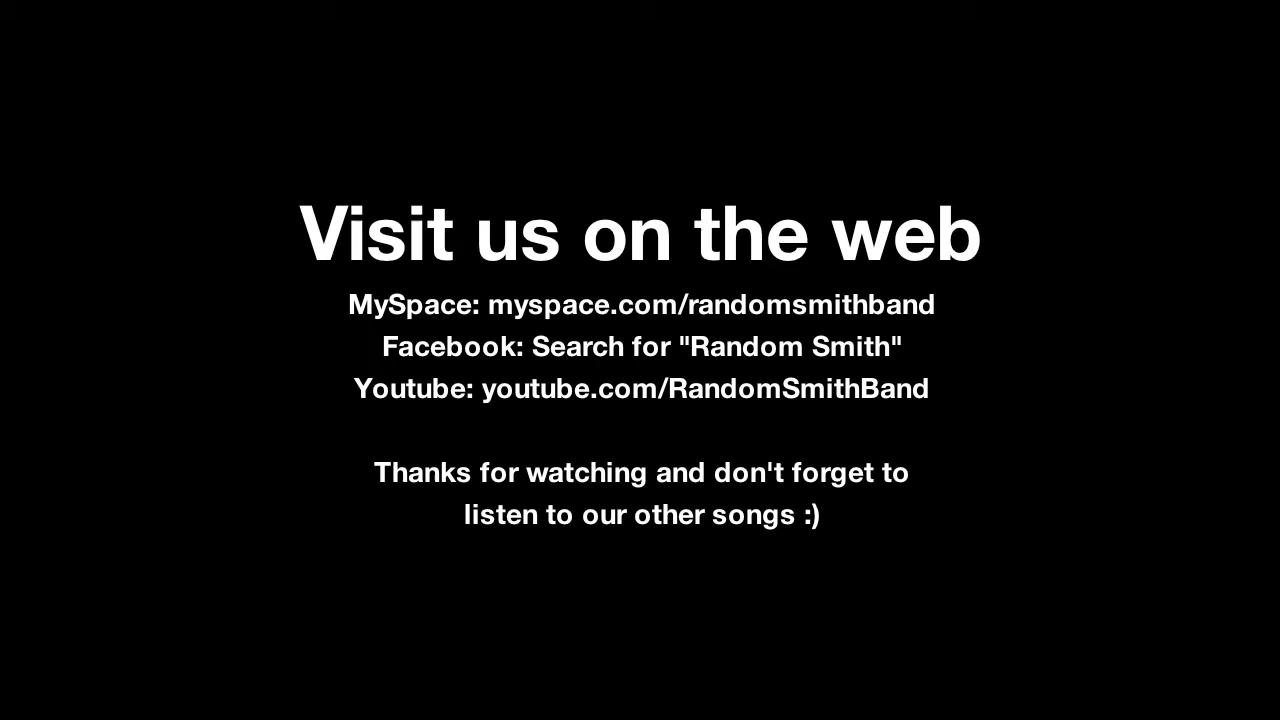 Visit us on the web
MySpace: myspace.com/randomsmithband
Facebook: Search for "Random Smith"
Youtube: youtube.com/RandomSmithBand
Thanks for watching and don't forget to
listen to our other songs :)